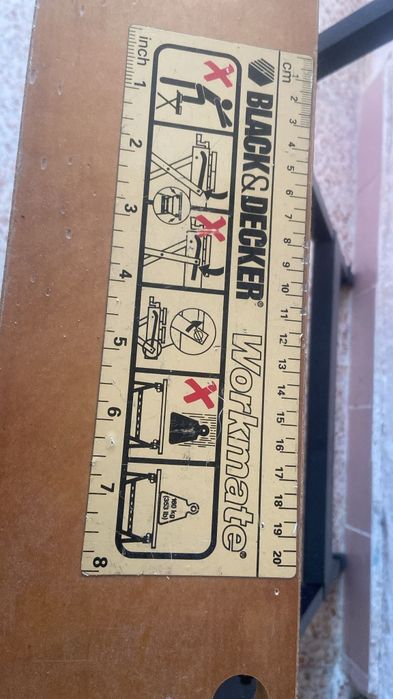 cm 1 2 3 4 5 6 7 8 9 10 11 12 13 14 15 16 17 18 19 20
BLACK & DECKER® Workmate®
160 kg
(353 lb)
inch 1 2 3 4 5 6 7 8